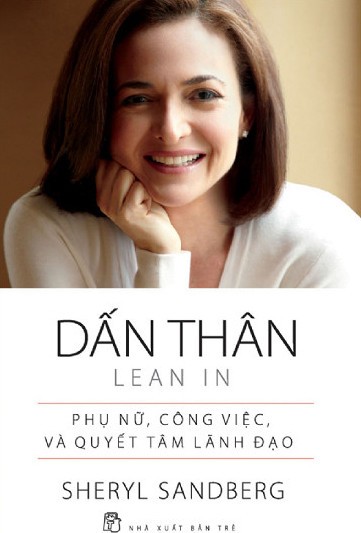 DẤN THÂN
LEAN IN
PHỤ NỮ, CÔNG VIỆC,
VÀ QUYẾT TÂM LÃNH ĐẠO
SHERYL SANDBERG
NHÀ XUẤT BẢN TRẺ